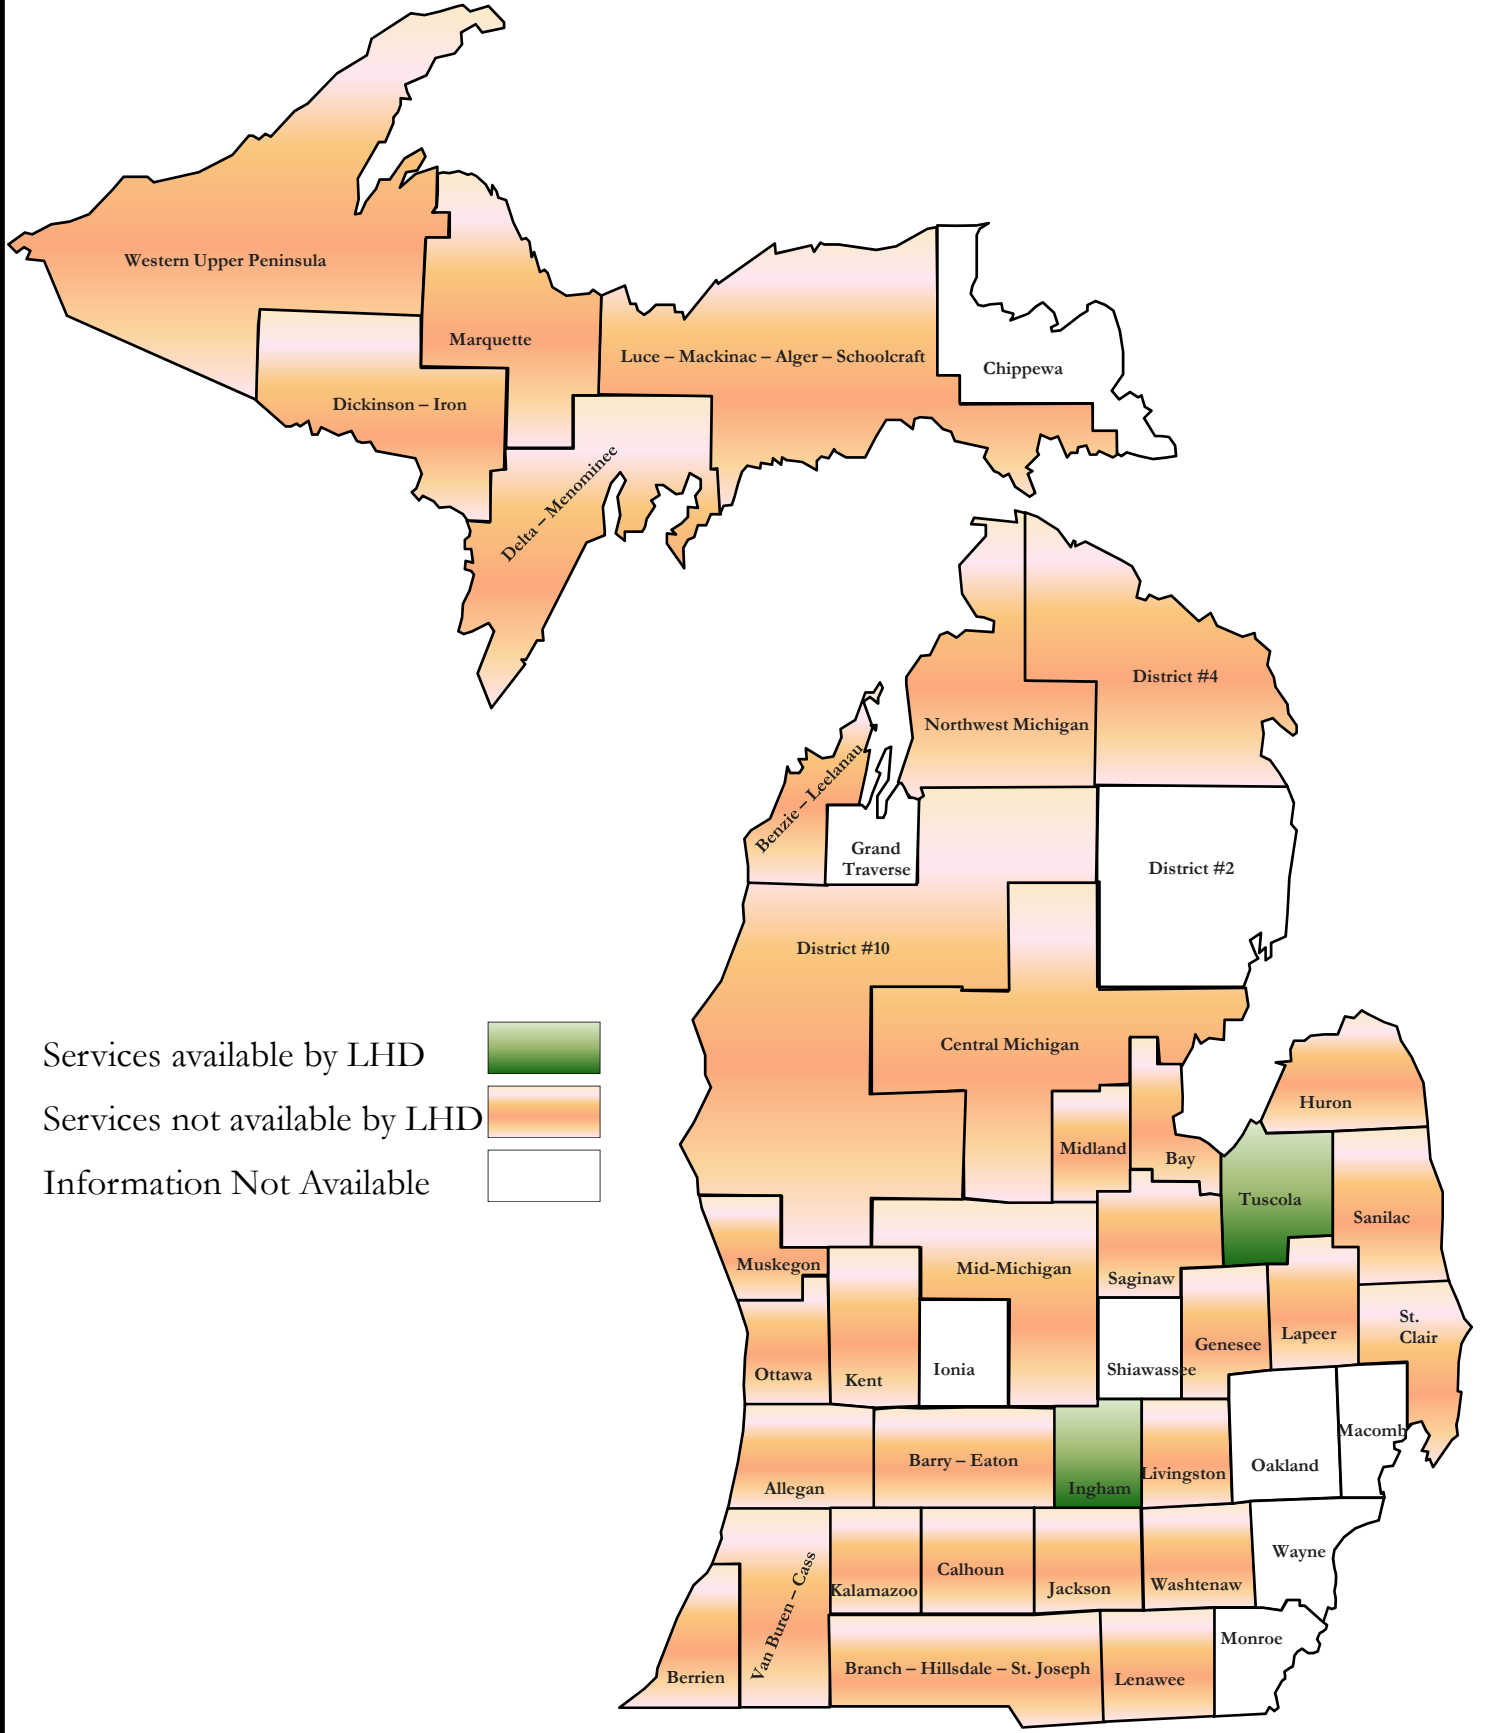 Western Upper Peninsula
Marquette
Luce – Mackinac – Alger – Schoolcraft
Chippewa
Dickinson – Iron
Delta – Menominee
District #4
Northwest Michigan
Benzie – Leelanau
Grand
Traverse
District #2
District #10
Central Michigan
Services available by LHD
Services not available by LHD
Information Not Available
Huron
Midland
Bay
Tuscola
Sanilac
Muskegon
Mid-Michigan
Saginaw
St.
Clair
Lapeer
Genesee
Ottawa
Kent
Ionia
Shiawassee
Macomb
Barry – Eaton
Oakland
Livingston
Allegan
Ingham
Wayne
Calhoun
Kalamazoo
Jackson
Washtenaw
Van Buren – Cass
Monroe
Berrien
Branch – Hillsdale – St. Joseph
Lenawee